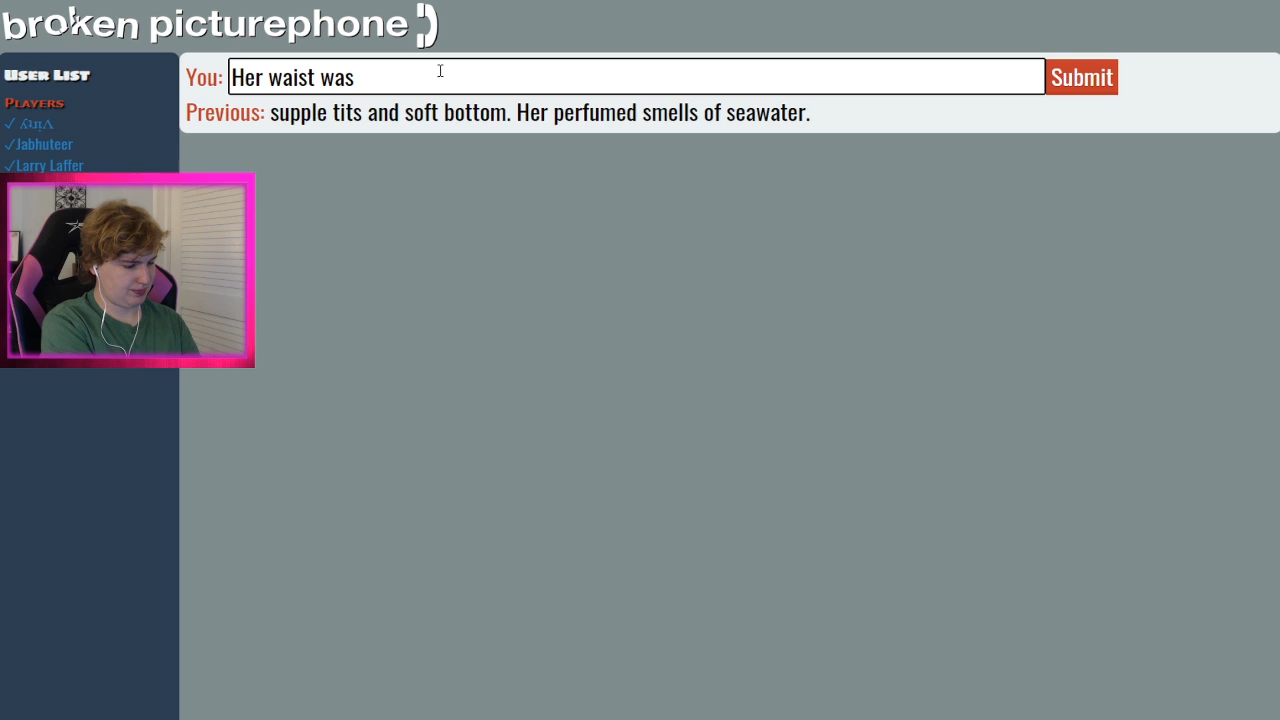 broken picturephone
User List
Players
✓ ʎʇuᴉɅ
✓Jabhuteer
✓Larry Laffer
You: Her waist was
Submit
Previous: supple tits and soft bottom. Her perfumed smells of seawater.